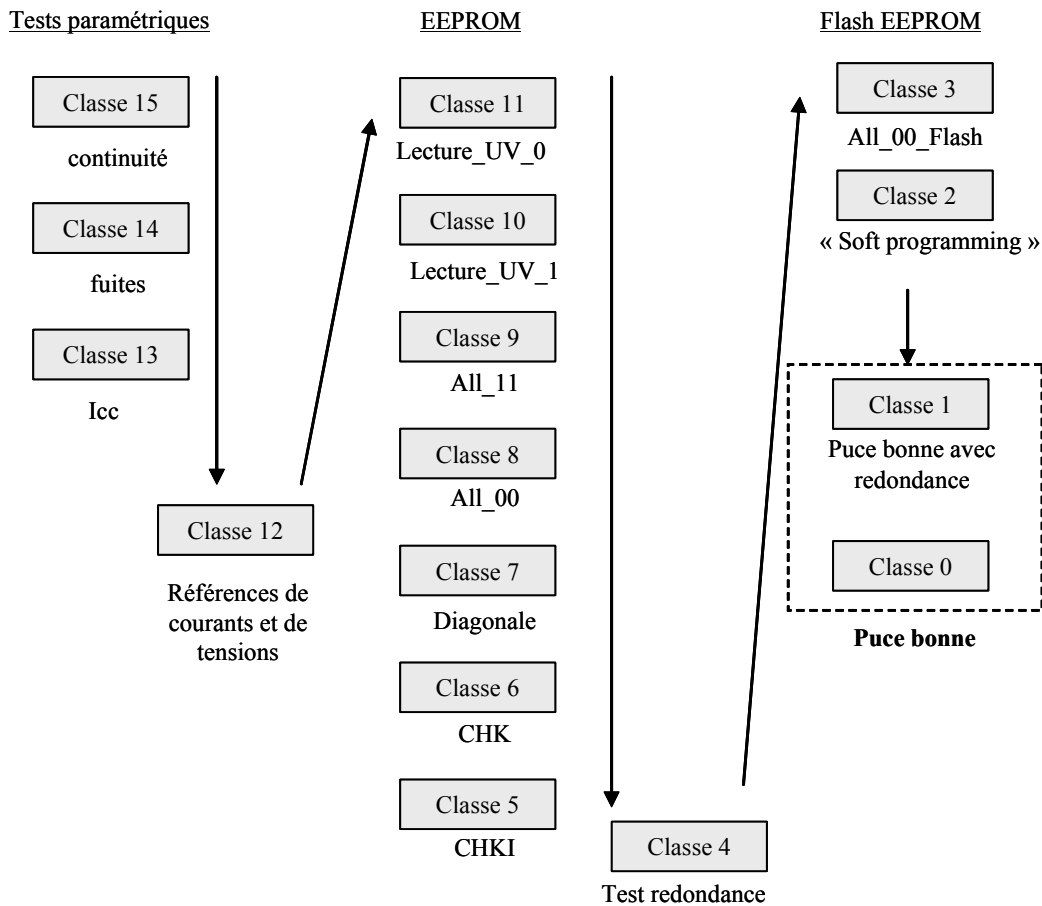 Tests paramétriques
Classe 15
continuité
Classe 14
fuites
Classe 13
Icc
Classe 12
Références de
courants et de
tensions
EEPROM
Classe 11
Lecture_UV_0
Classe 10
Lecture_UV_1
Classe 9
All_11
Classe 8
All_00
Classe 7
Diagonale
Classe 6
CHK
Classe 5
CHKI
Classe 4
Test redondance
Flash EEPROM
Classe 3
All_00_Flash
Classe 2
« Soft programming »
Classe 1
Puce bonne avec
redondance
Classe 0
Puce bonne